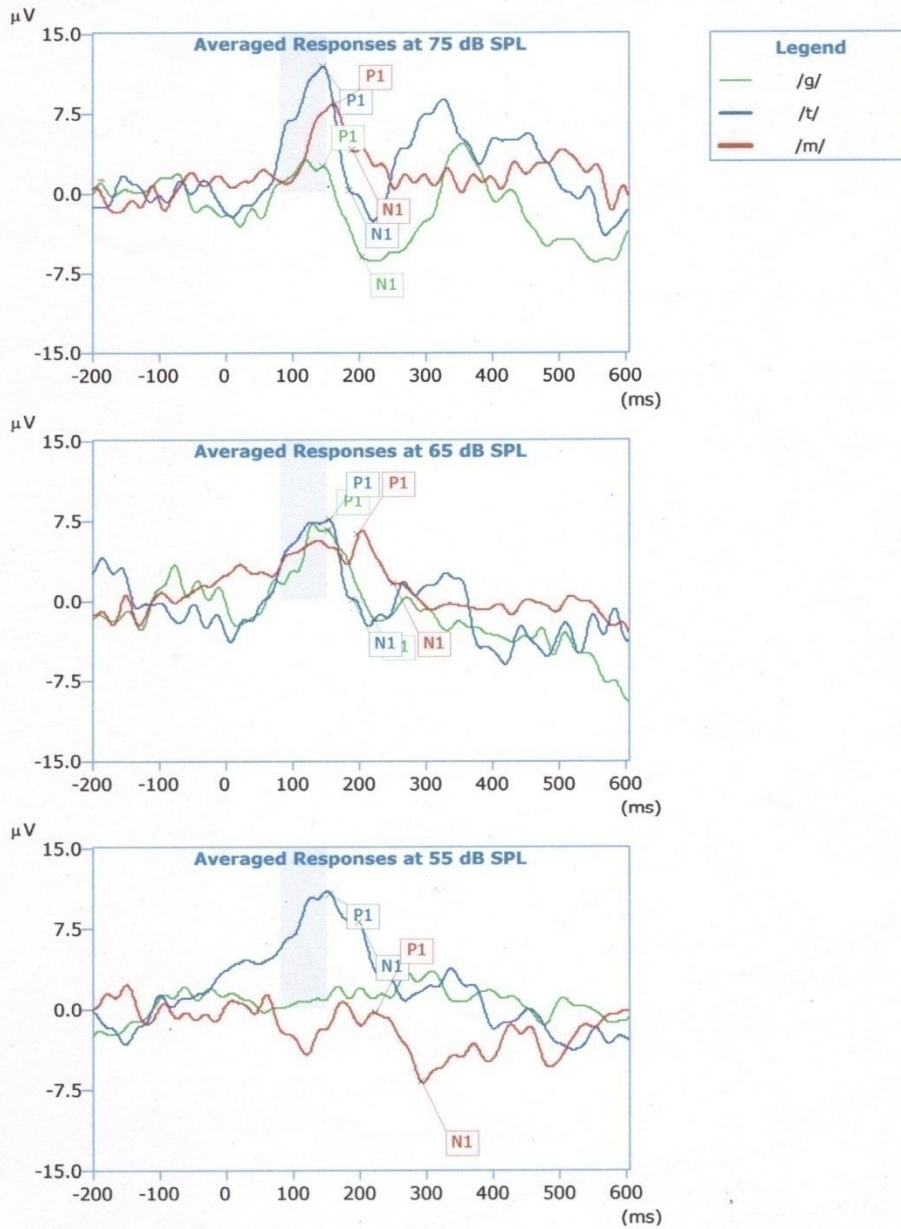 μV
15.0
Averaged Responses at 75 dB SPL
P1
P1
7.5
P1
0.0
N1
N1
-7.5
N1
-15.0
-200 -100 0 100 200 300 400 500 600
(ms)
Legend
/g/
/t/
/m/
μV
15.0
Averaged Responses at 65 dB SPL
P1 P1
P1
7.5
0.0
N1 N1
-7.5
-15.0
-200 -100 0 100 200 300 400 500 600
(ms)
μV
15.0
Averaged Responses at 55 dB SPL
P1
7.5
P1
N1
0.0
-7.5
N1
-15.0
-200 -100 0 100 200 300 400 500 600
(ms)